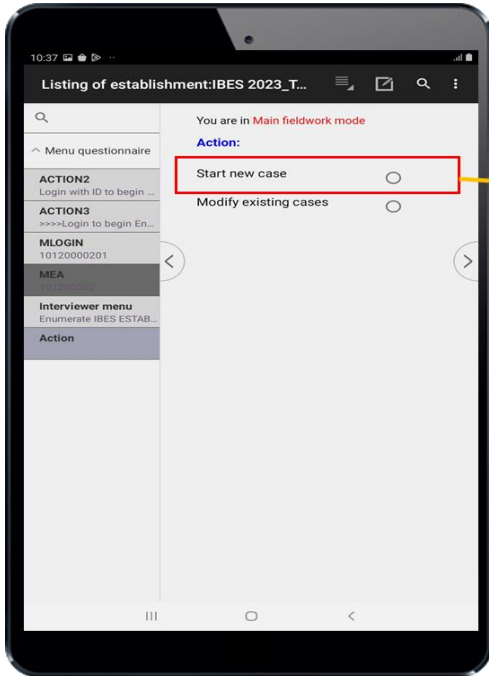 10:37
Listing of establishment:IBES 2023_T...
Menu questionnaire
ACTION2
Login with ID to begin ...
ACTION3
>>>>Login to begin En...
MLOGIN
10120000201
MEA
101200002
Interviewer menu
Enumerate IBES ESTAB...
Action
You are in Main fieldwork mode
Action:
Start new case
Modify existing cases